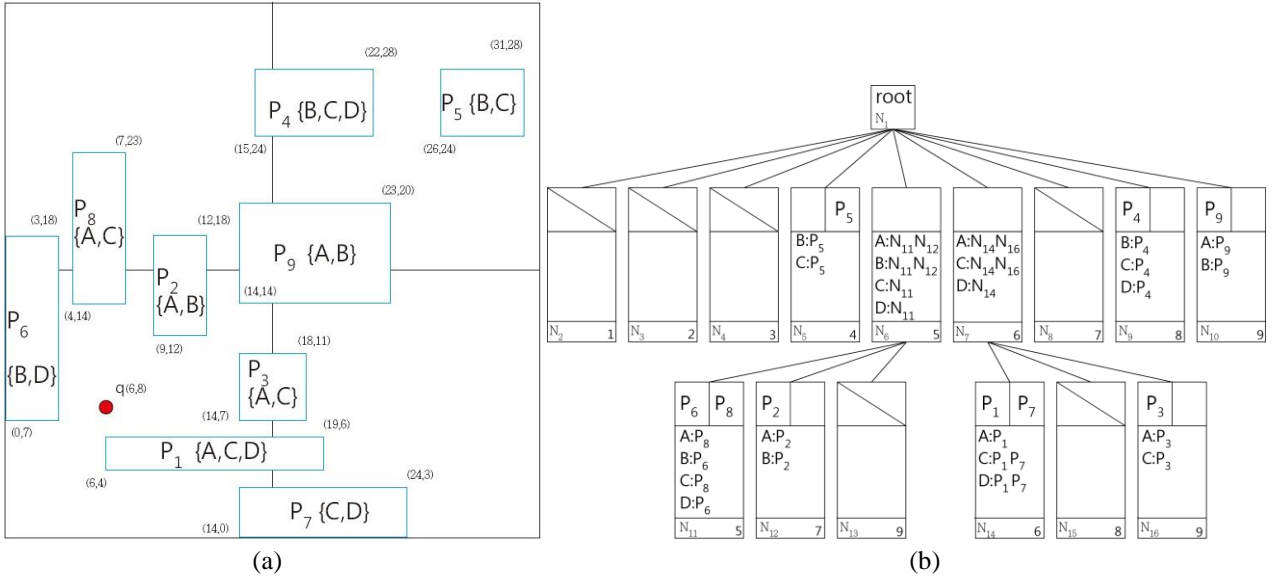 (31,28)
(22,28)
P4 {B,C,D}
P5 {B,C}
(7,23)
(15,24)
(26,24)
(23,20)
(3,18)
P8
{A,C}
(12,18)
P9 {A,B}
P2
{A,B}
(14,14)
P6
(4,14)
(9,12)
(18,11)
{B,D}
P3
{A,C}
q(6,8)
(0,7)
(14,7)
(19,6)
P1 {A,C,D}
(6,4)
(24,3)
P7 {C,D}
(14,0)
(a)
root
N1
N2 1
N3 2
N4 3
P5
B:P5
C:P5
N5 4
A:N11N12
B:N11N12
C:N11
D:N11
N6 5
A:N14N16
C:N14N16
D:N14
N7 6
N8 7
P4
B:P4
C:P4
D:P4
N9 8
P9
A:P9
B:P9
N10 9
P6 P8
A:P8
B:P6
C:P8
D:P6
N11 5
P2
A:P2
B:P2
N12 7
N13 9
P1 P7
A:P1
C:P1P7
D:P1P7
N14 6
N15 8
P3
A:P3
C:P3
N16 9
(b)